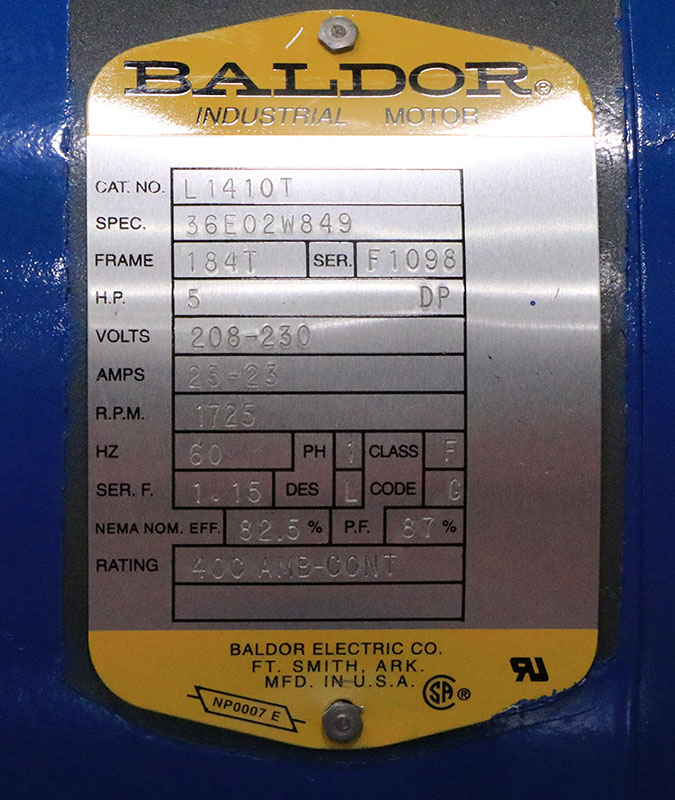 BALDOR®
INDUSTRIAL MOTOR
CAT. NO. L1410T
SPEC. 36E02W849
FRAME 184T SER. F1098
H.P. 5 DP
VOLTS 208-230
AMPS 25-23
R.P.M. 1725
HZ 60 PH 1 CLASS F
SER. F. 1.15 DES L CODE G
NEMA NOM. EFF. 82.5 % P.F. 87 %
RATING 40C AMB-CONT
BALDOR ELECTRIC CO.
FT. SMITH, ARK.
MFD. IN U.S.A.
SA ®
NP0007 E